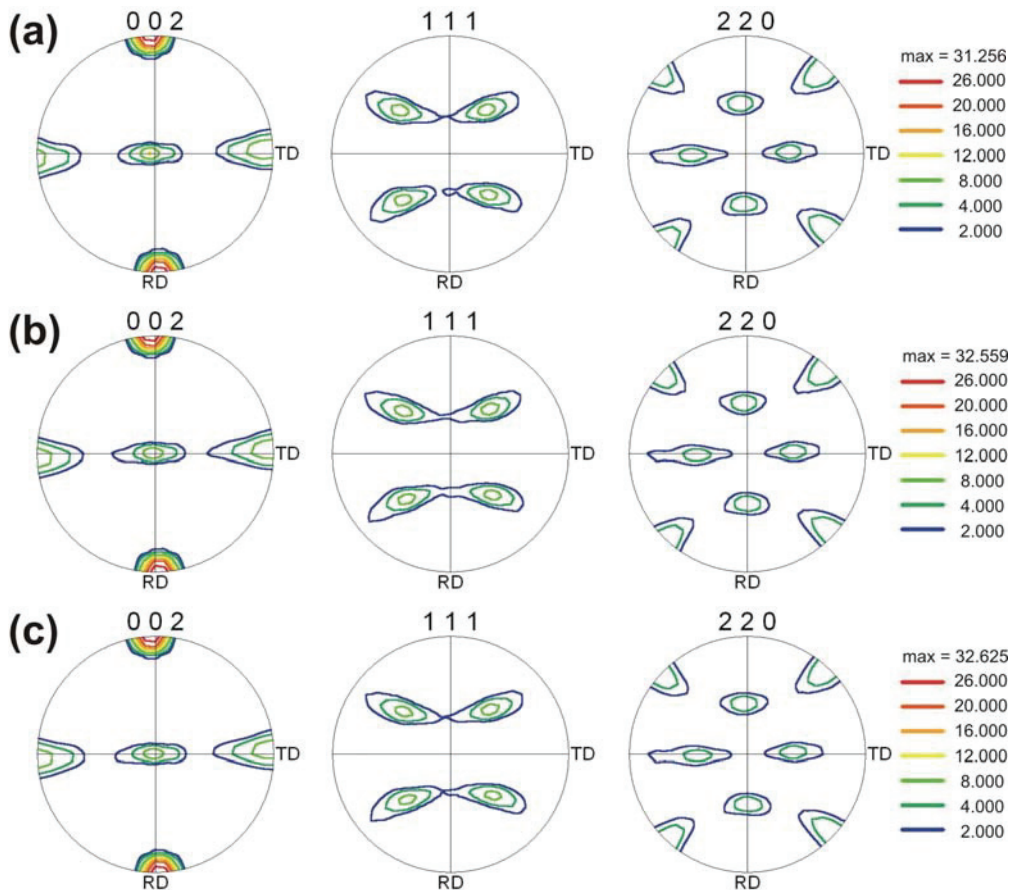 (a)
0 0 2
1 1 1
2 2 0
TD
TD
TD
RD
RD
RD
max = 31.256
26.000
20.000
16.000
12.000
8.000
4.000
2.000
(b)
0 0 2
1 1 1
2 2 0
TD
TD
TD
RD
RD
RD
max = 32.559
26.000
20.000
16.000
12.000
8.000
4.000
2.000
(c)
0 0 2
1 1 1
2 2 0
TD
TD
TD
RD
RD
RD
max = 32.625
26.000
20.000
16.000
12.000
8.000
4.000
2.000